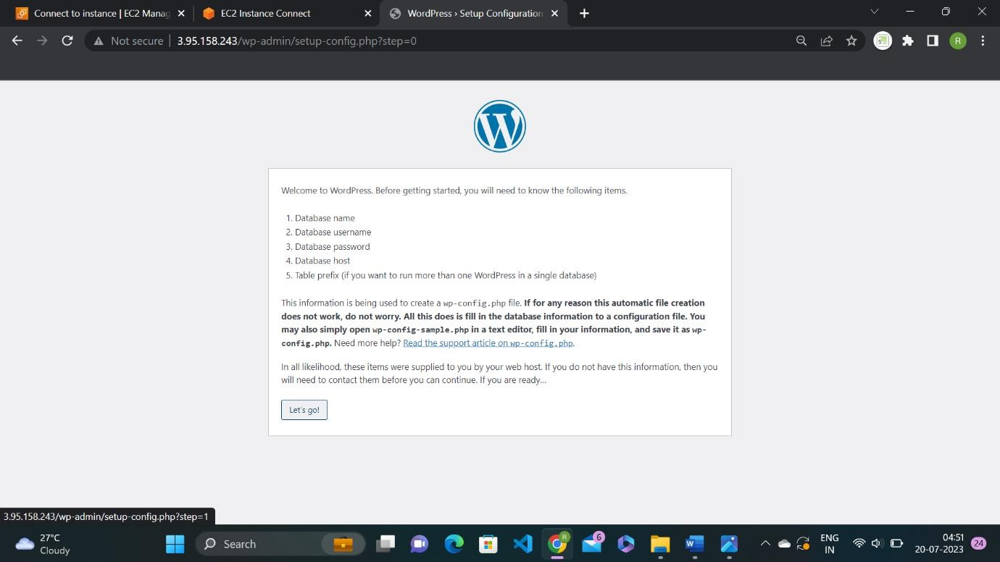 Connect to instance | EC2 Manag
EC2 Instance Connect
WordPress › Setup Configuration
Not secure
3.95.158.243/wp-admin/setup-config.php?step=0
R
Welcome to WordPress. Before getting started, you will need to know the following items.
1. Database name
2. Database username
3. Database password
4. Database host
5. Table prefix (if you want to run more than one WordPress in a single database)
This information is being used to create a wp-config.php file. If for any reason this automatic file creation
does not work, do not worry. All this does is fill in the database information to a configuration file. You
may also simply open wp-config-sample.php in a text editor, fill in your information, and save it as wp-
config.php. Need more help? Read the support article on wp-config.php.
In all likelihood, these items were supplied to you by your web host. If you do not have this information, then you
will need to contact them before you can continue. If you are ready...
Let's go!
3.95.158.243/wp-admin/setup-config.php?step=1
27°C
Cloudy
Search
R
6
ENG
IN
04:51
20-07-2023
24